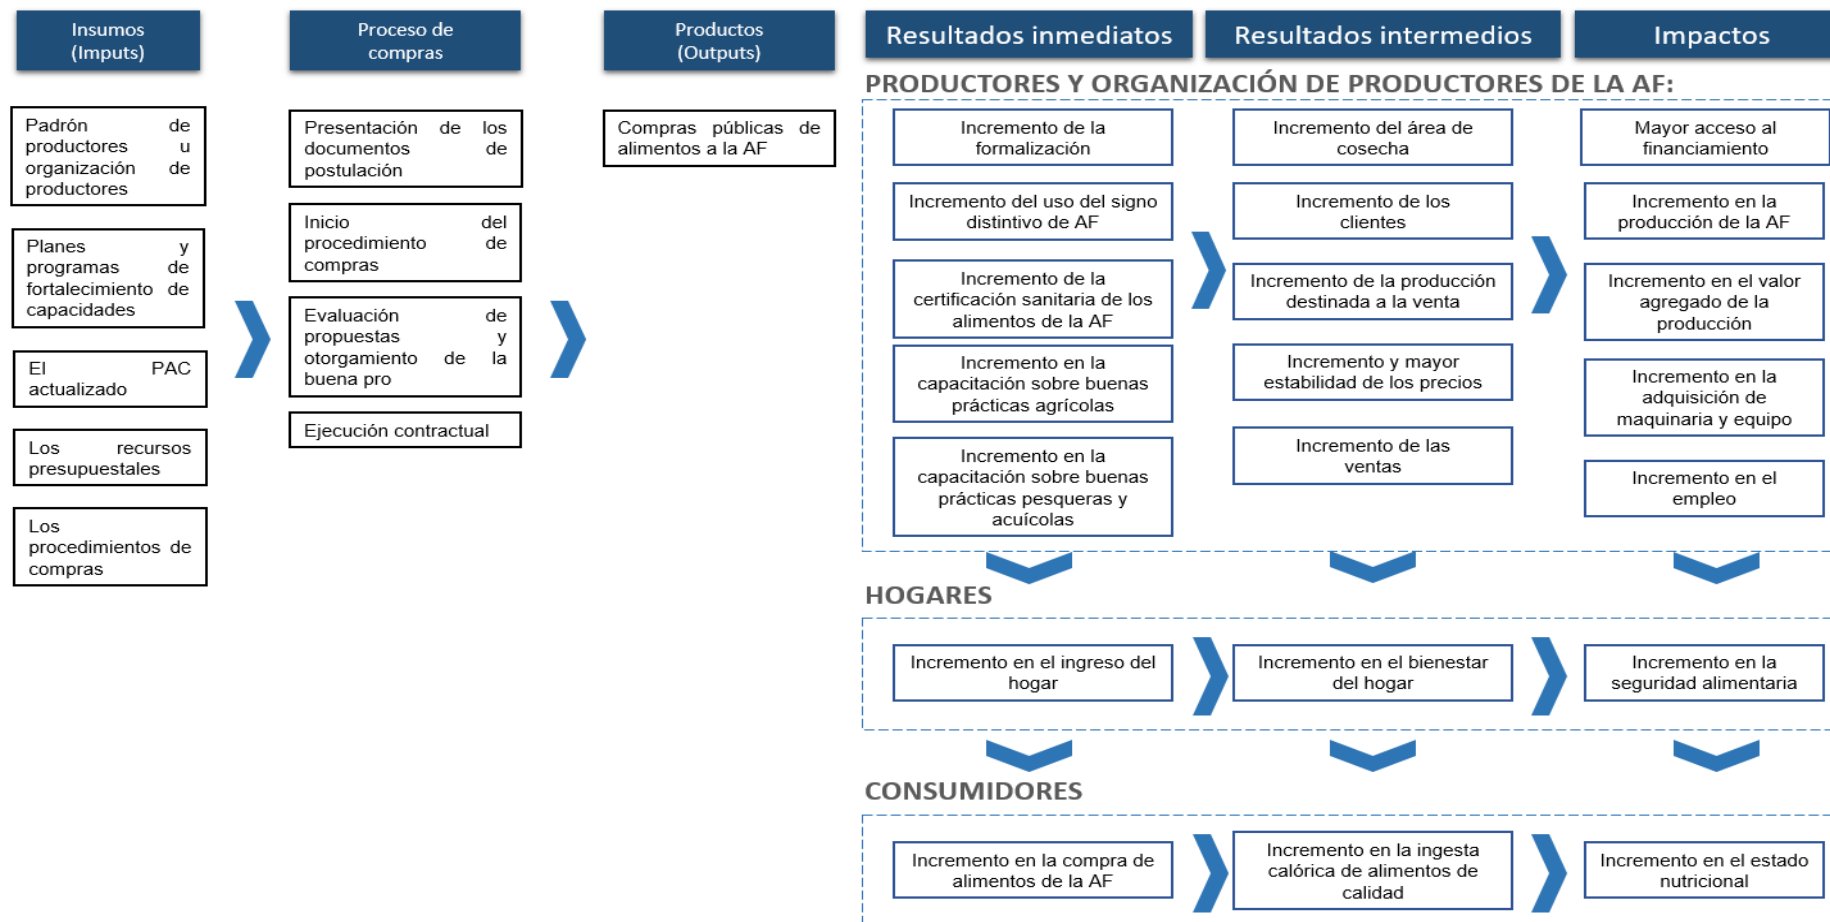 Insumos
(Imputs)
Proceso de
compras
Productos
(Outputs)
Resultados inmediatos
Resultados intermedios
Impactos
Padrón de
productores u
organización de
productores
Planes y
programas de
fortalecimiento de
capacidades
El PAC
actualizado
Los recursos
presupuestales
Los
procedimientos de
compras
Presentación de los
documentos de
postulación
Inicio del
procedimiento de
compras
Evaluación de
propuestas y
otorgamiento de la
buena pro
Ejecución contractual
Compras públicas de
alimentos a la AF
PRODUCTORES Y ORGANIZACIÓN DE PRODUCTORES DE LA AF:
Incremento de la
formalización
Incremento del uso del signo
distintivo de AF
Incremento de la
certificación sanitaria de los
alimentos de la AF
Incremento en la
capacitación sobre buenas
prácticas agrícolas
Incremento en la
capacitación sobre buenas
prácticas pesqueras y
acuícolas
Incremento del área de
cosecha
Incremento de los
clientes
Incremento de la producción
destinada a la venta
Incremento y mayor
estabilidad de los precios
Incremento de las
ventas
Mayor acceso al
financiamiento
Incremento en la
producción de la AF
Incremento en el valor
agregado de la
producción
Incremento en la
adquisición de
maquinaria y equipo
Incremento en el
empleo
HOGARES
Incremento en el ingreso del
hogar
Incremento en el bienestar
del hogar
Incremento en la
seguridad alimentaria
CONSUMIDORES
Incremento en la compra de
alimentos de la AF
Incremento en la ingesta
calórica de alimentos de
calidad
Incremento en el estado
nutricional